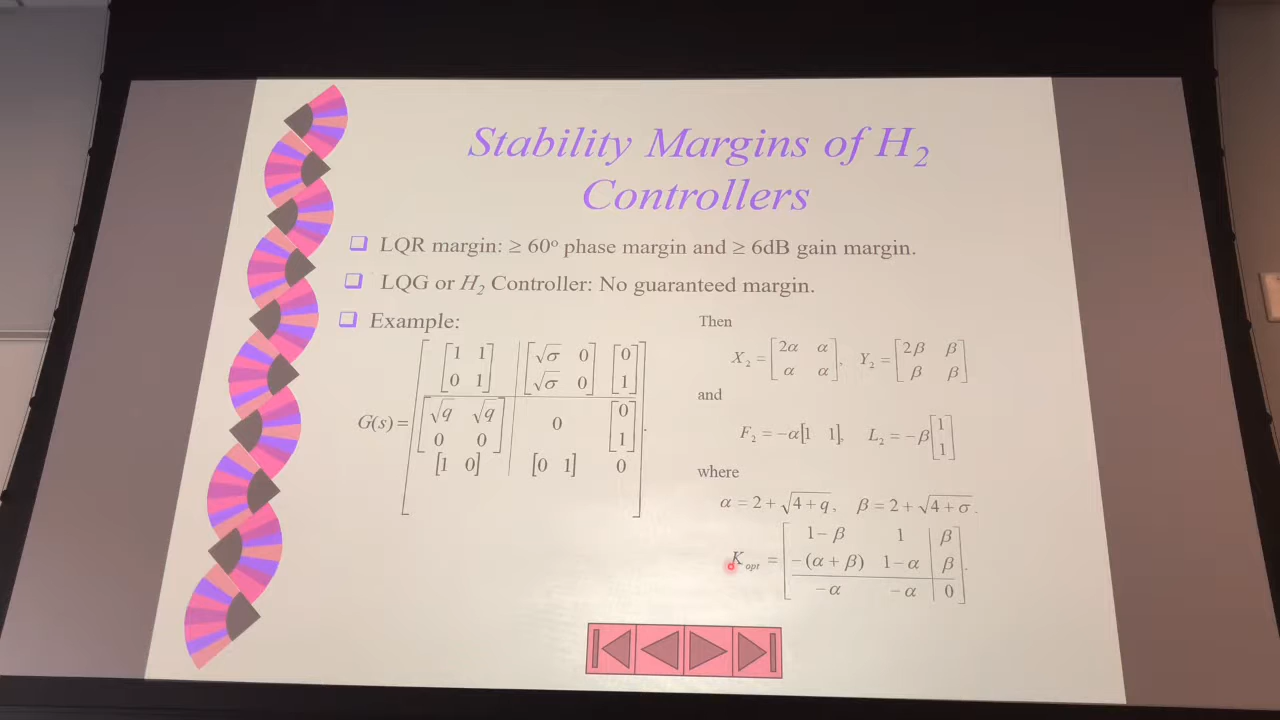 Stability Margins of H₂
Controllers
LQR margin: ≥ 60° phase margin and ≥ 6dB gain margin.
LQG or H₂ Controller: No guaranteed margin.
Example:
G(s) = [ [1 1; 0 1] | [√σ 0; √σ 0] [0; 1] ; [√q √q; 0 0] | 0 [0; 1] ; [1 0] | [0 1] 0 ].
Then
X₂ = [2α α; α α], Y₂ = [2β β; β β]
and
F₂ = −α[1 1], L₂ = −β[1; 1]
where
α = 2 + √(4 + q), β = 2 + √(4 + σ).
K_opt = [1 − β 1 | β; −(α + β) 1 − α | β; −α −α | 0].